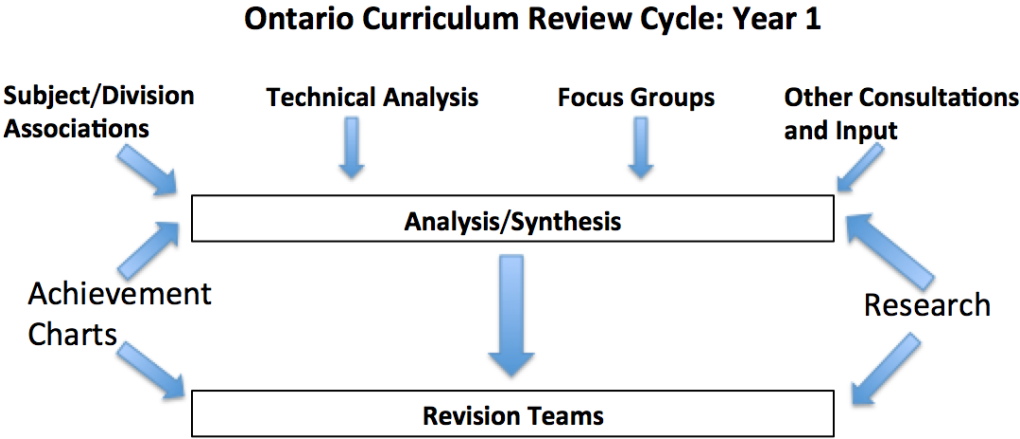 Ontario Curriculum Review Cycle: Year 1
Subject/Division
Associations
Technical Analysis
Focus Groups
Other Consultations
and Input
Analysis/Synthesis
Achievement
Charts
Research
Revision Teams